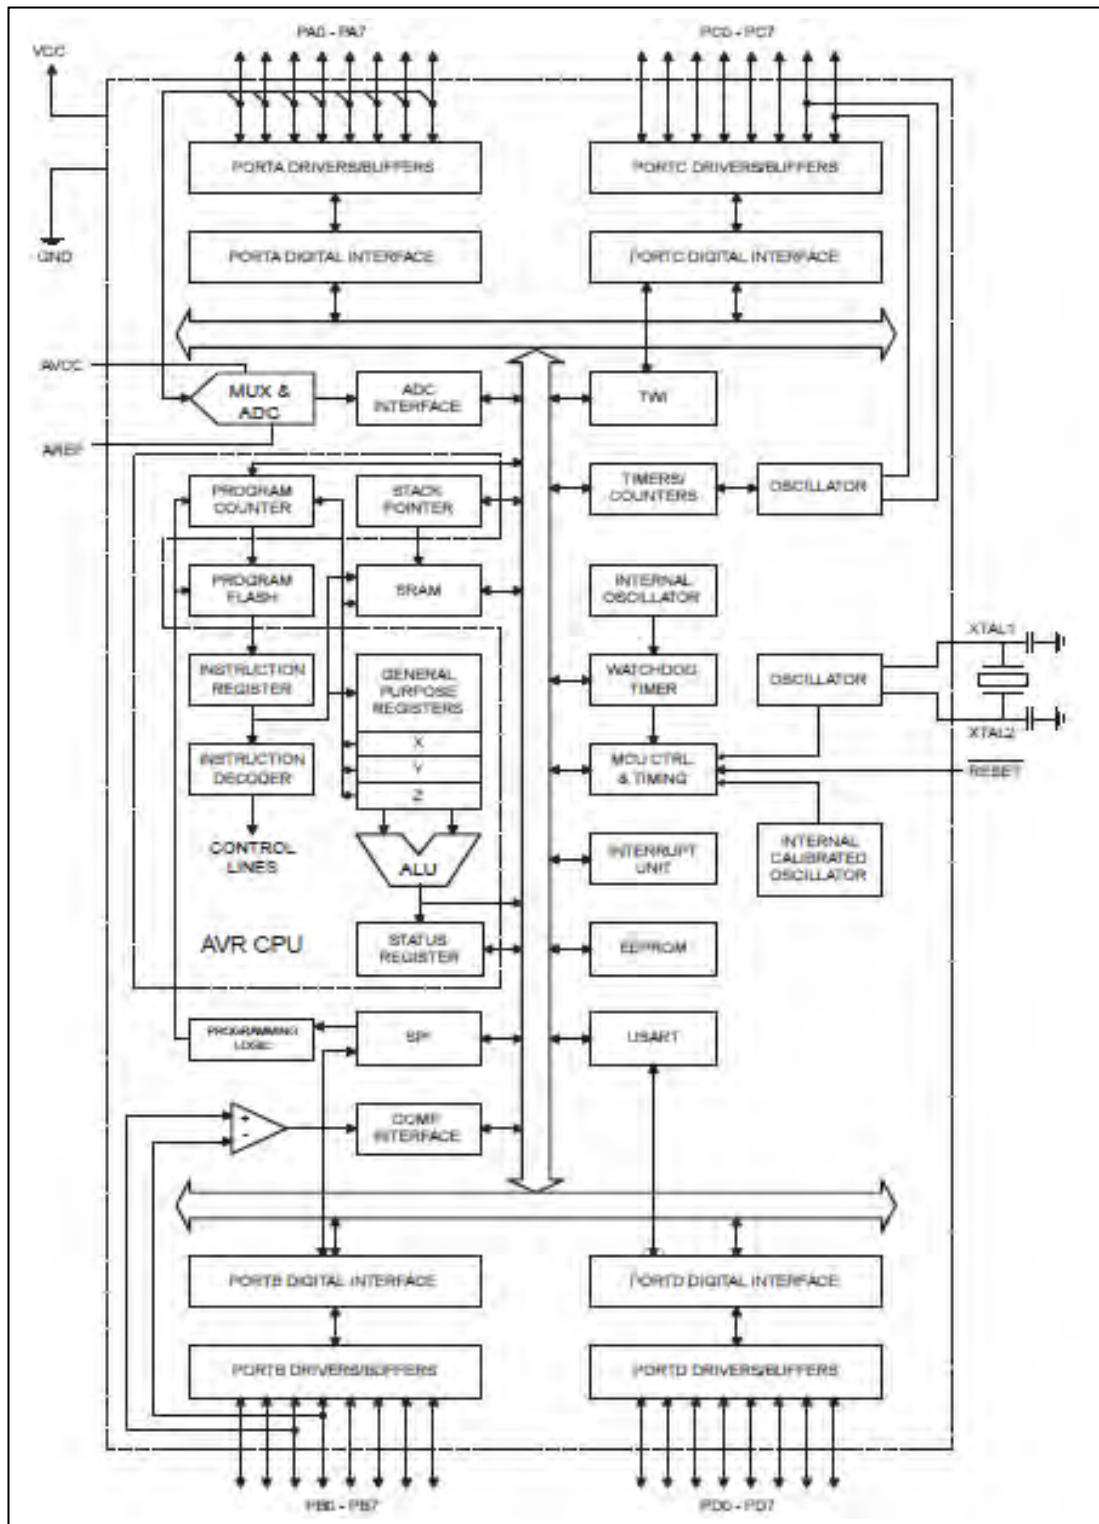 PA0 - PA7
PC0 - PC7
VCC
PORTA DRIVERS/BUFFERS
PORTC DRIVERS/BUFFERS
GND
PORTA DIGITAL INTERFACE
PORTC DIGITAL INTERFACE
AVCC
MUX &
ADC
ADC
INTERFACE
TWI
AREF
PROGRAM
COUNTER
STACK
POINTER
TIMERS/
COUNTERS
OSCILLATOR
PROGRAM
FLASH
SRAM
INTERNAL
OSCILLATOR
XTAL1
INSTRUCTION
REGISTER
GENERAL
PURPOSE
REGISTERS
WATCHDOG
TIMER
OSCILLATOR
XTAL2
X
INSTRUCTION
DECODER
Y
MCU CTRL.
& TIMING
RESET
Z
CONTROL
LINES
ALU
INTERRUPT
UNIT
INTERNAL
CALIBRATED
OSCILLATOR
AVR CPU
STATUS
REGISTER
EEPROM
PROGRAMMING
LOGIC
SPI
USART
+
-
COMP.
INTERFACE
PORTB DIGITAL INTERFACE
PORTD DIGITAL INTERFACE
PORTB DRIVERS/BUFFERS
PORTD DRIVERS/BUFFERS
PB0 - PB7
PD0 - PD7